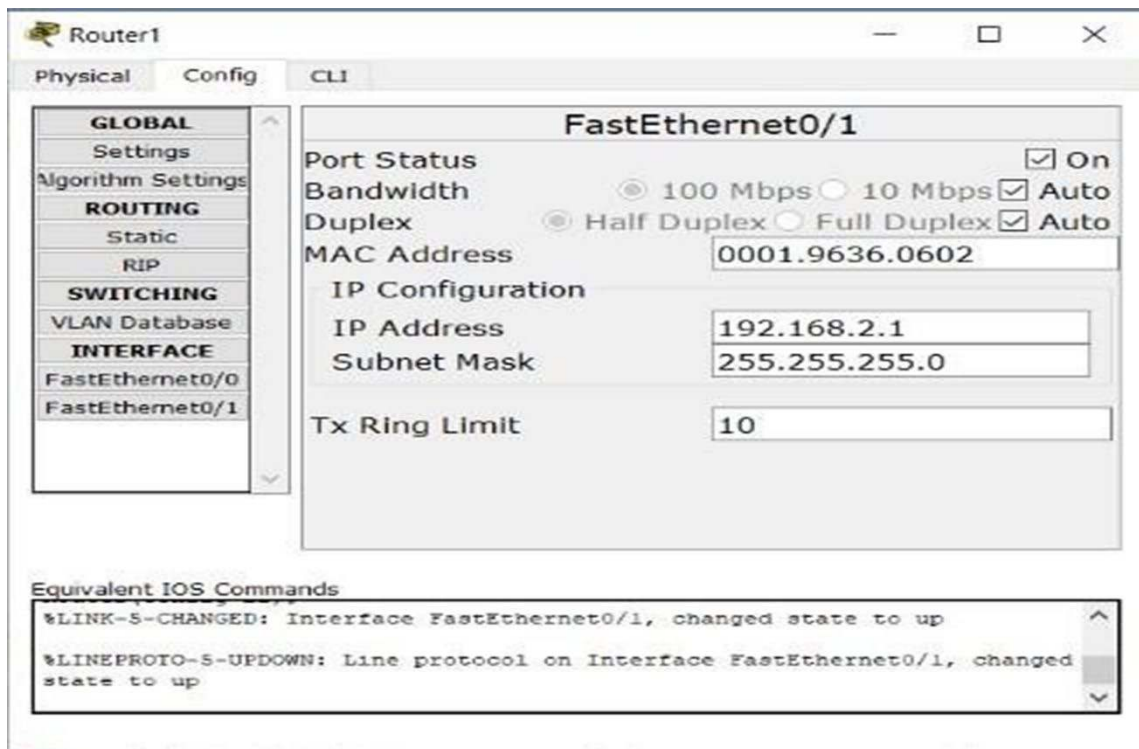 Router1
Physical Config CLI
GLOBAL
Settings
Algorithm Settings
ROUTING
Static
RIP
SWITCHING
VLAN Database
INTERFACE
FastEthernet0/0
FastEthernet0/1
FastEthernet0/1
Port Status On
Bandwidth 100 Mbps 10 Mbps Auto
Duplex Half Duplex Full Duplex Auto
MAC Address 0001.9636.0602
IP Configuration
IP Address 192.168.2.1
Subnet Mask 255.255.255.0
Tx Ring Limit 10
Equivalent IOS Commands
%LINK-5-CHANGED: Interface FastEthernet0/1, changed state to up
%LINEPROTO-5-UPDOWN: Line protocol on Interface FastEthernet0/1, changed
state to up